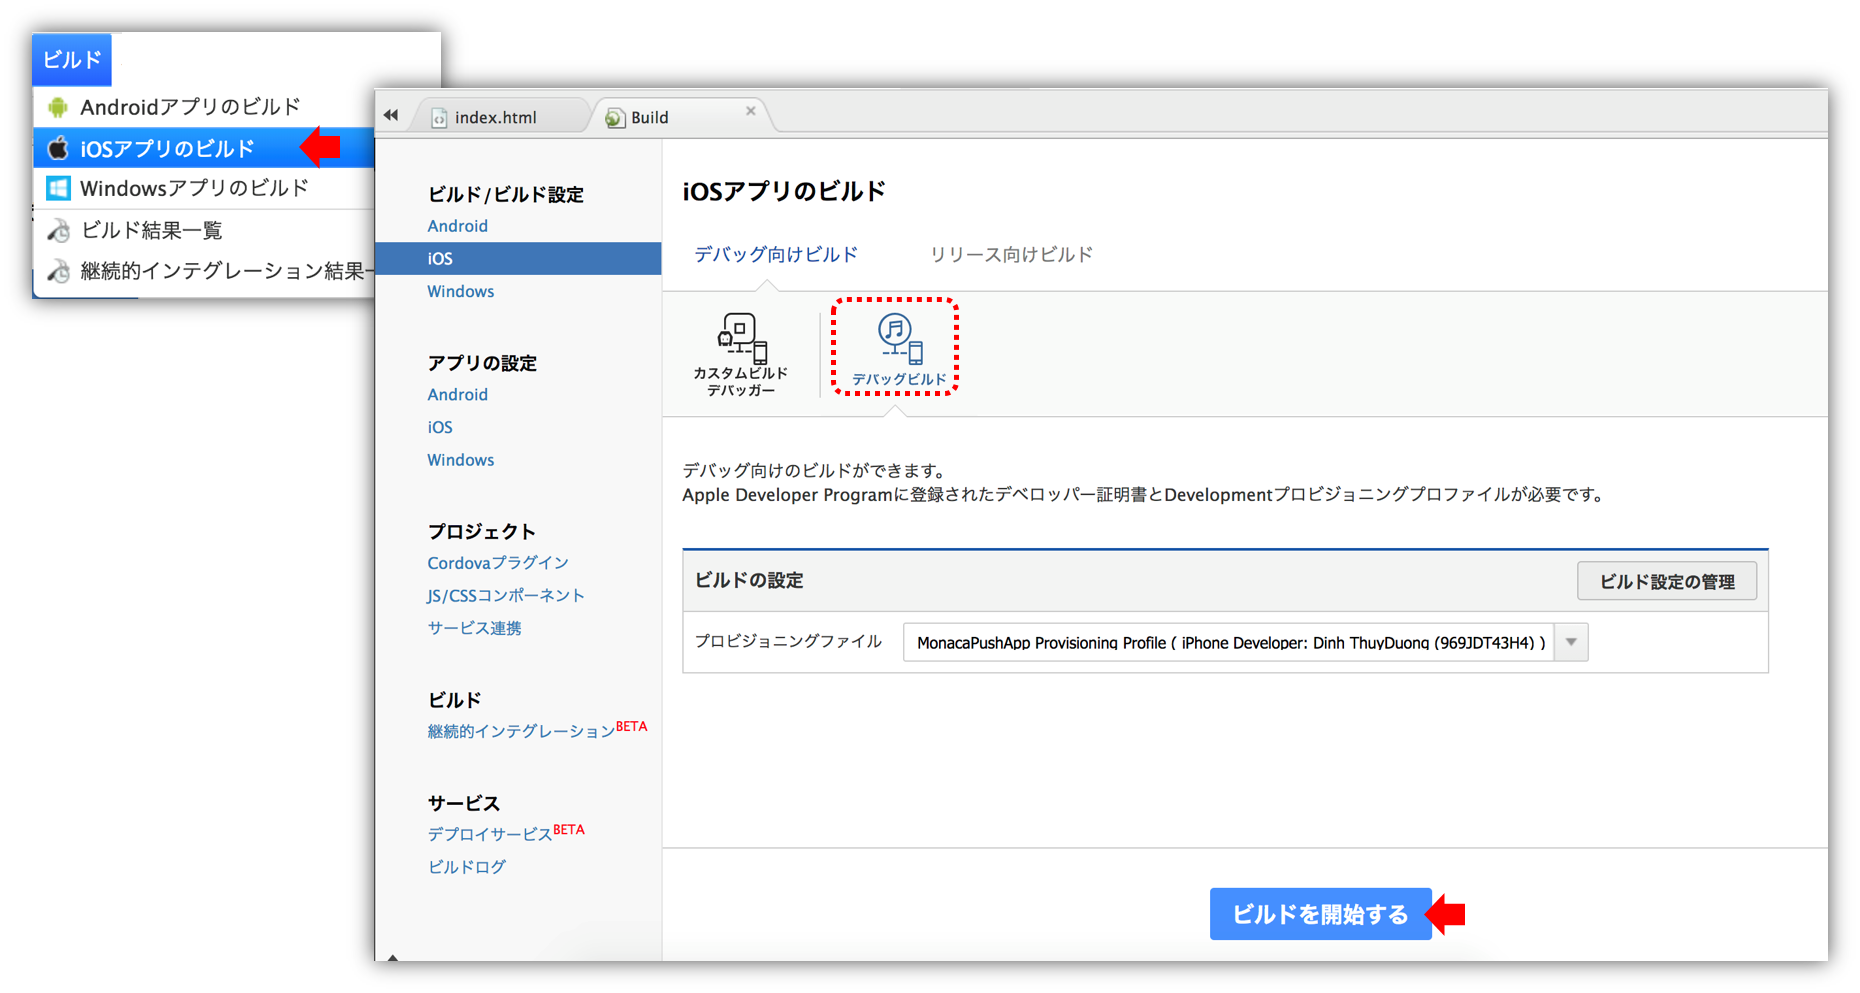 ビルド
Androidアプリのビルド
iOSアプリのビルド
Windowsアプリのビルド
ビルド結果一覧
継続的インテグレーション結果一
index.html
Build
ビルド/ビルド設定
Android
iOS
Windows
アプリの設定
Android
iOS
Windows
プロジェクト
Cordovaプラグイン
JS/CSSコンポーネント
サービス連携
ビルド
継続的インテグレーションBETA
サービス
デプロイサービスBETA
ビルドログ
iOSアプリのビルド
デバッグ向けビルド
リリース向けビルド
カスタムビルド
デバッガー
デバッグビルド
デバッグ向けのビルドができます。
Apple Developer Programに登録されたデベロッパー証明書とDevelopmentプロビジョニングプロファイルが必要です。
ビルドの設定
ビルド設定の管理
プロビジョニングファイル
MonacaPushApp Provisioning Profile ( iPhone Developer: Dinh ThuyDuong (969JDT43H4) )
ビルドを開始する